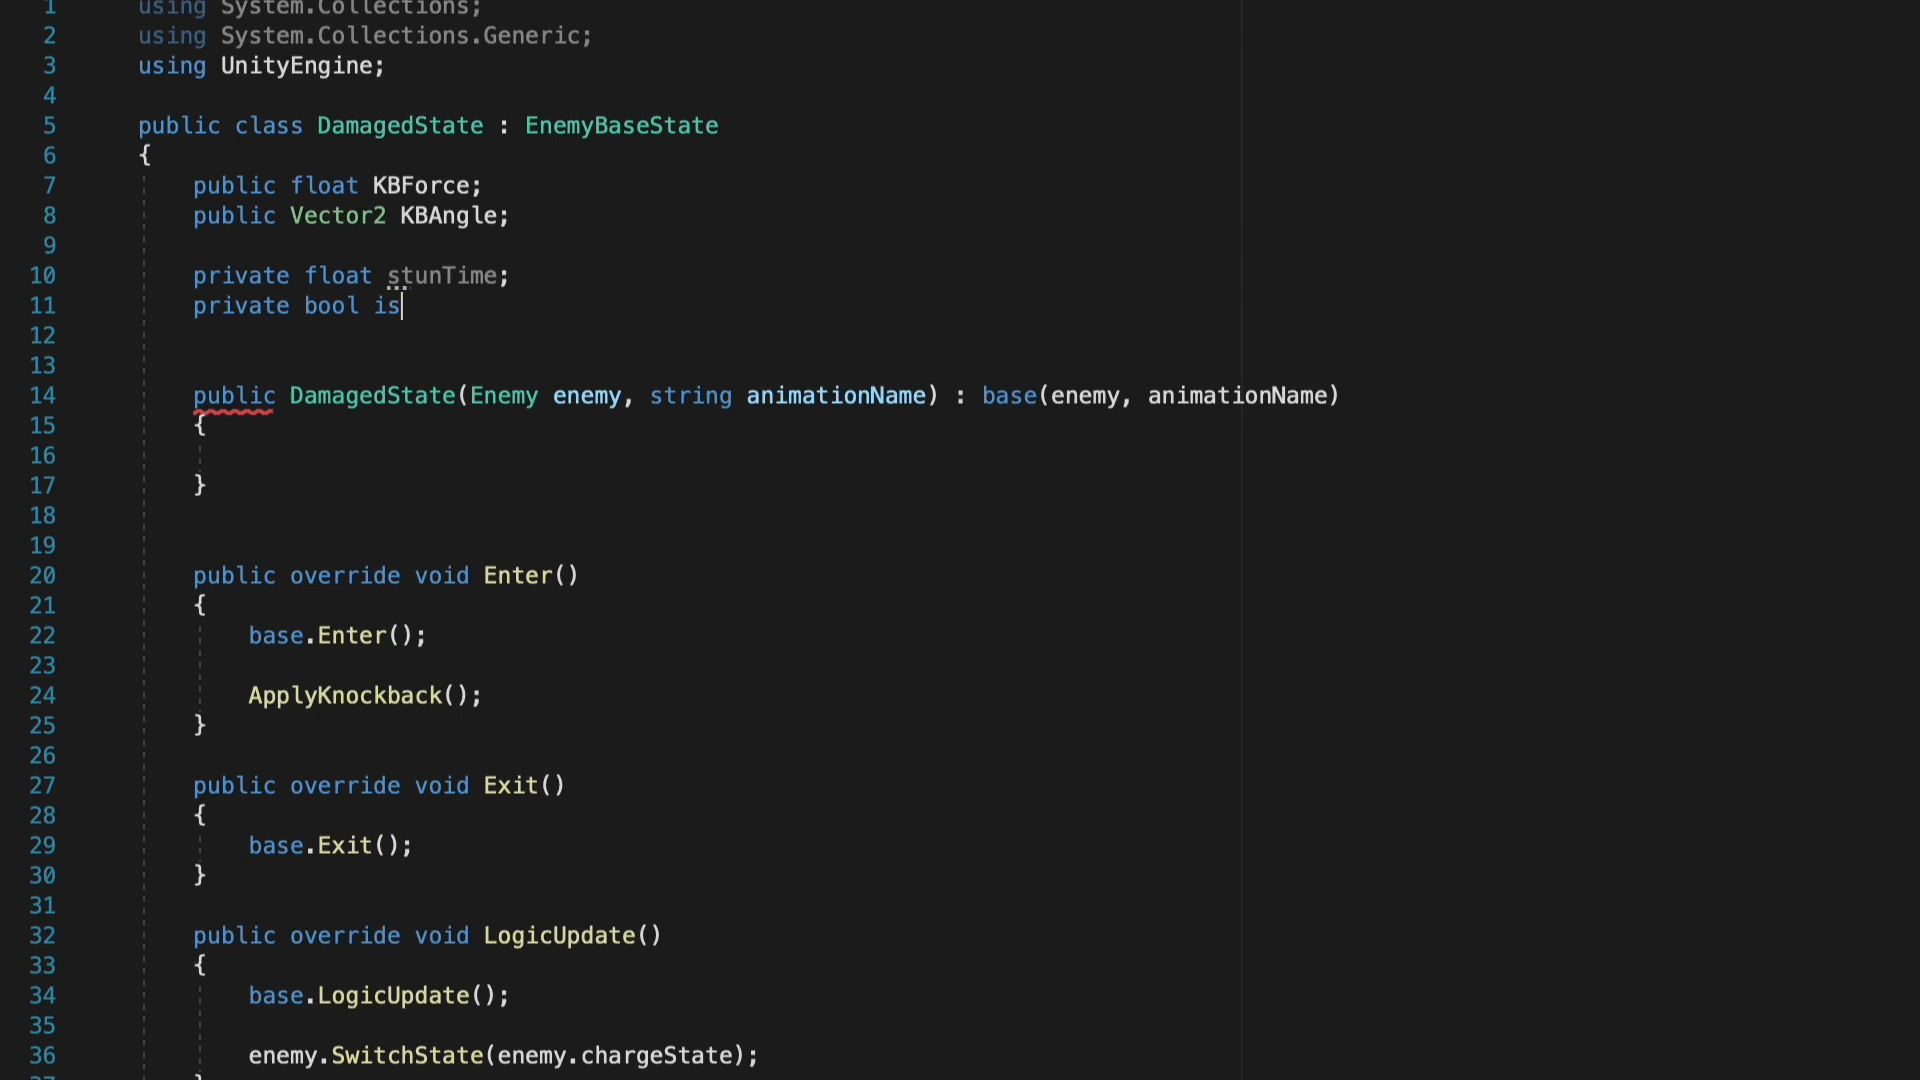 1 using System.Collections;
2 using System.Collections.Generic;
3 using UnityEngine;
4
5 public class DamagedState : EnemyBaseState
6 {
7 public float KBForce;
8 public Vector2 KBAngle;
9
10 private float stunTime;
11 private bool is
12
13
14 public DamagedState(Enemy enemy, string animationName) : base(enemy, animationName)
15 {
16
17 }
18
19
20 public override void Enter()
21 {
22 base.Enter();
23
24 ApplyKnockback();
25 }
26
27 public override void Exit()
28 {
29 base.Exit();
30 }
31
32 public override void LogicUpdate()
33 {
34 base.LogicUpdate();
35
36 enemy.SwitchState(enemy.chargeState);
37 }